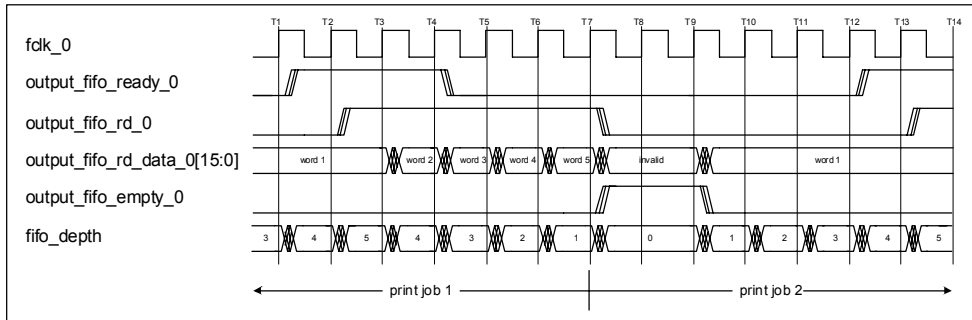 T1 T2 T3 T4 T5 T6 T7 T8 T9 T10 T11 T12 T13 T14
fclk_0
output_fifo_ready_0
output_fifo_rd_0
output_fifo_rd_data_0[15:0] word 1 word 2 word 3 word 4 word 5 invalid word 1
output_fifo_empty_0
fifo_depth 3 4 5 4 3 2 1 0 1 2 3 4 5
print job 1 print job 2